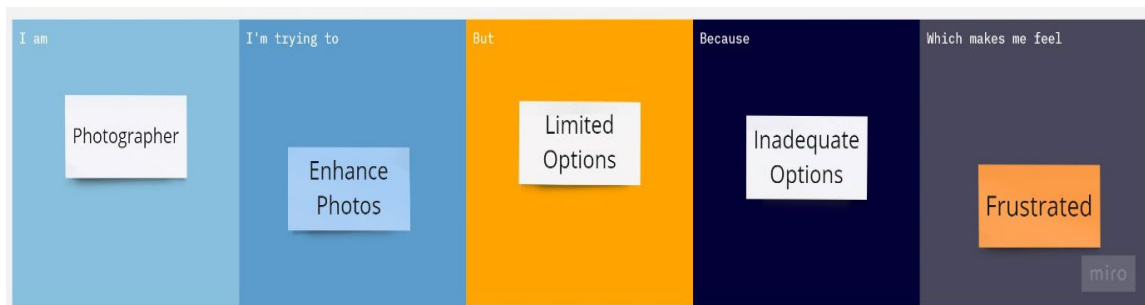 I am
Photographer
I'm trying to
Enhance
Photos
But
Limited
Options
Because
Inadequate
Options
Which makes me feel
Frustrated
miro